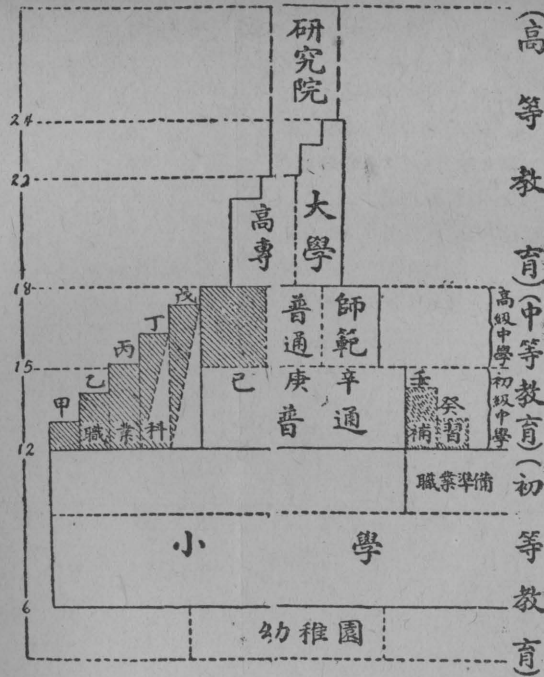 (高等教育)(中等教育)(初等教育)
高級中學
初級中學
研究院
24
22
18
15
12
6
大學
高專
師範
普通
戊
丁
丙
乙
甲
職業科
己 庚 辛
普通
壬
癸
補習
職業準備
小學
幼稚園